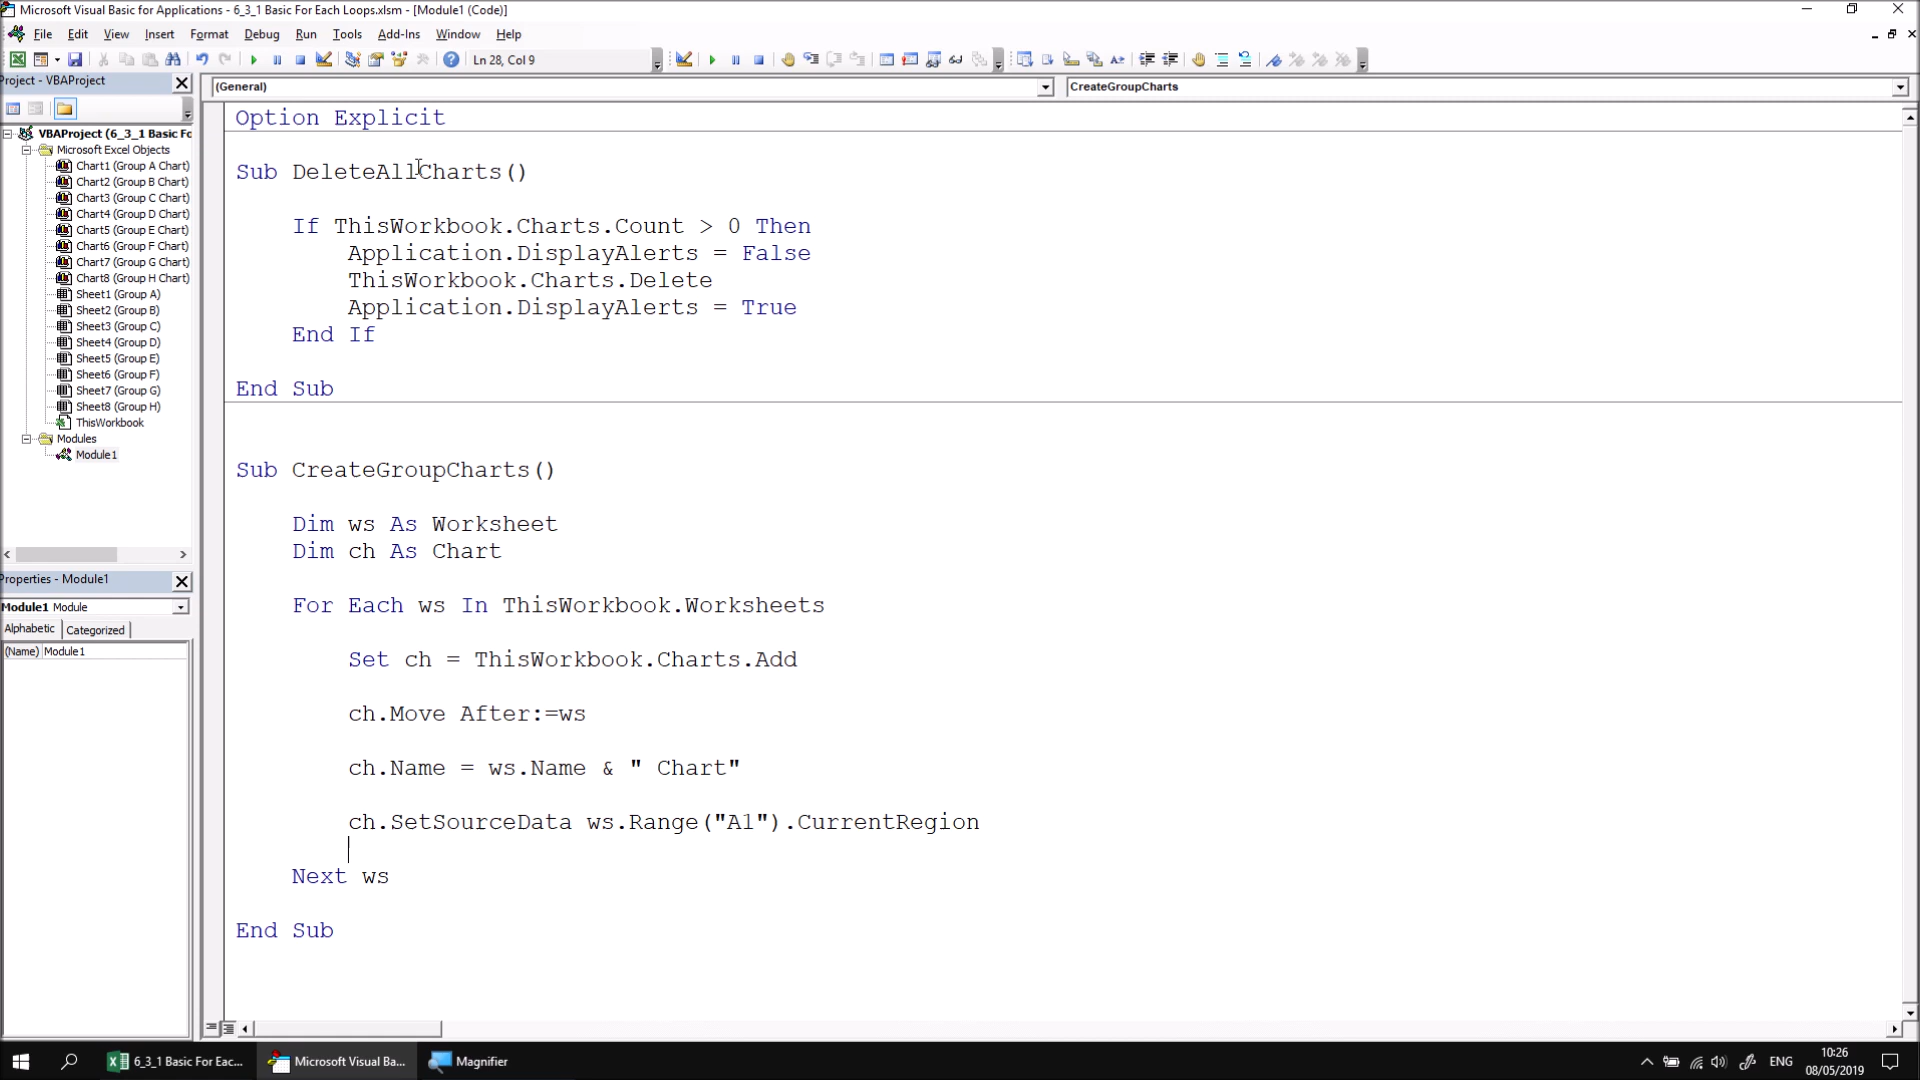 Microsoft Visual Basic for Applications - 6_3_1 Basic For Each Loops.xlsm - [Module1 (Code)]
File Edit View Insert Format Debug Run Tools Add-Ins Window Help
Ln 28, Col 9
Project - VBAProject
(General)
CreateGroupCharts
VBAProject (6_3_1 Basic Fo
Microsoft Excel Objects
Chart1 (Group A Chart)
Chart2 (Group B Chart)
Chart3 (Group C Chart)
Chart4 (Group D Chart)
Chart5 (Group E Chart)
Chart6 (Group F Chart)
Chart7 (Group G Chart)
Chart8 (Group H Chart)
Sheet1 (Group A)
Sheet2 (Group B)
Sheet3 (Group C)
Sheet4 (Group D)
Sheet5 (Group E)
Sheet6 (Group F)
Sheet7 (Group G)
Sheet8 (Group H)
ThisWorkbook
Modules
Module1
Properties - Module1
Module1 Module
Alphabetic Categorized
(Name) Module1
Option Explicit
Sub DeleteAllCharts()
If ThisWorkbook.Charts.Count > 0 Then
Application.DisplayAlerts = False
ThisWorkbook.Charts.Delete
Application.DisplayAlerts = True
End If
End Sub
Sub CreateGroupCharts()
Dim ws As Worksheet
Dim ch As Chart
For Each ws In ThisWorkbook.Worksheets
Set ch = ThisWorkbook.Charts.Add
ch.Move After:=ws
ch.Name = ws.Name & " Chart"
ch.SetSourceData ws.Range("A1").CurrentRegion
Next ws
End Sub
6_3_1 Basic For Eac...
Microsoft Visual Ba...
Magnifier
ENG
10:26
08/05/2019